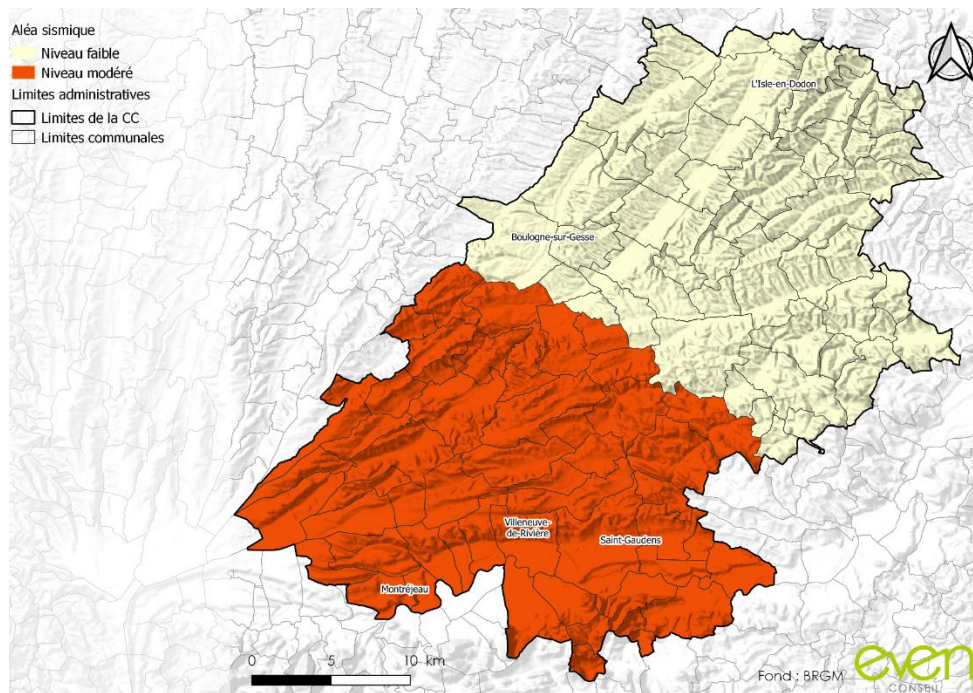 Aléa sismique
Niveau faible
Niveau modéré
Limites administratives
Limites de la CC
Limites communales
L'Isle-en-Dodon
Boulogne-sur-Gesse
Villeneuve-
de-Rivière
Saint-Gaudens
Montréjeau
0 5 10 km
Fond : BRGM
even
CONSEIL